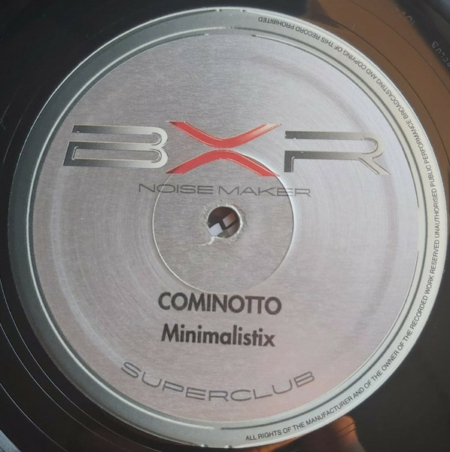 BXR
NOISE MAKER
COMINOTTO
Minimalistix
SUPERCLUB
ALL RIGHTS OF THE MANUFACTURER AND OF THE OWNER OF THE RECORDED WORK RESERVED UNAUTHORISED PUBLIC PERFORMANCE BROADCASTING AND COPYING OF THIS RECORD PROHIBITED